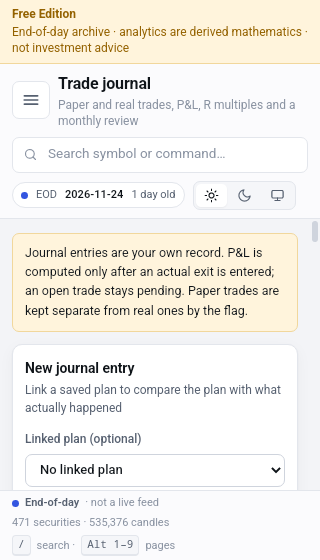 Free Edition
End-of-day archive · analytics are derived mathematics ·
not investment advice
Trade journal
Paper and real trades, P&L, R multiples and a
monthly review
Search symbol or command…
EOD 2026-11-24 1 day old
Journal entries are your own record. P&L is
computed only after an actual exit is entered;
an open trade stays pending. Paper trades are
kept separate from real ones by the flag.
New journal entry
Link a saved plan to compare the plan with what
actually happened
Linked plan (optional)
No linked plan
End-of-day · not a live feed
471 securities · 535,376 candles
/ search · Alt 1–9 pages